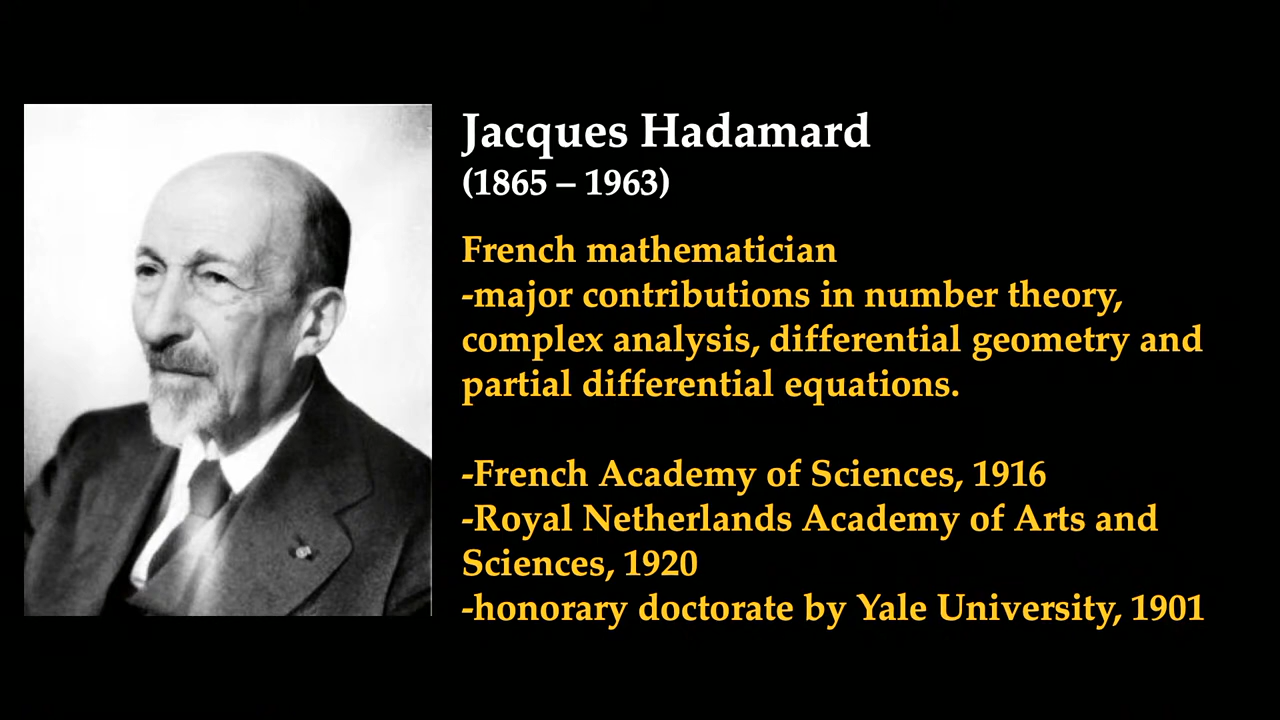 Jacques Hadamard
(1865 – 1963)
French mathematician
-major contributions in number theory,
complex analysis, differential geometry and
partial differential equations.
-French Academy of Sciences, 1916
-Royal Netherlands Academy of Arts and
Sciences, 1920
-honorary doctorate by Yale University, 1901